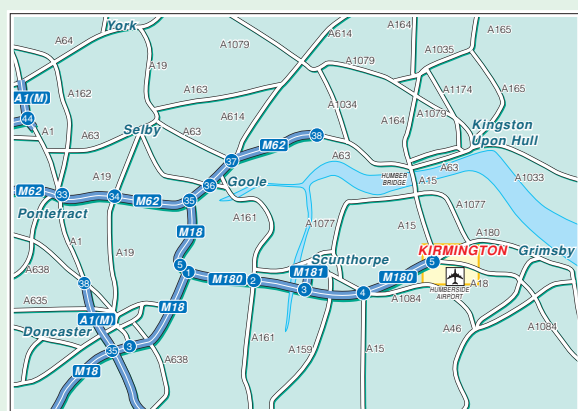 York
A64
A19
A1079
A614
A164
A165
A1035
A1079
A1(M)
A162
A163
A1034
A1174
A165
A164
A1079
44
A1
A63
Selby
A63
A614
38
Kingston
Upon Hull
M62
37
A63
A63
HUMBER
BRIDGE
A15
A1033
M62
33
A19
34
M62
36
35
Goole
Pontefract
A161
A1077
A1077
M18
A15
A180
A1
A19
KIRMINGTON
Grimsby
A638
5
1
M180
2
M181
3
Scunthorpe
M180
4
5
HUMBERSIDE
AIRPORT
A18
A1084
38
A635
A1(M)
M18
A46
A1084
Doncaster
35
3
A638
A161
A159
A15
M18